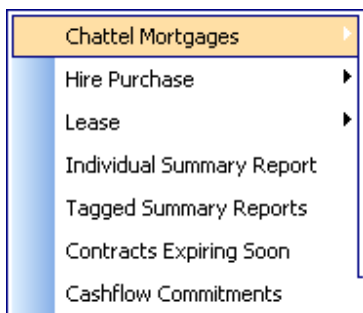 Chattel Mortgages
Hire Purchase
Lease
Individual Summary Report
Tagged Summary Reports
Contracts Expiring Soon
Cashflow Commitments